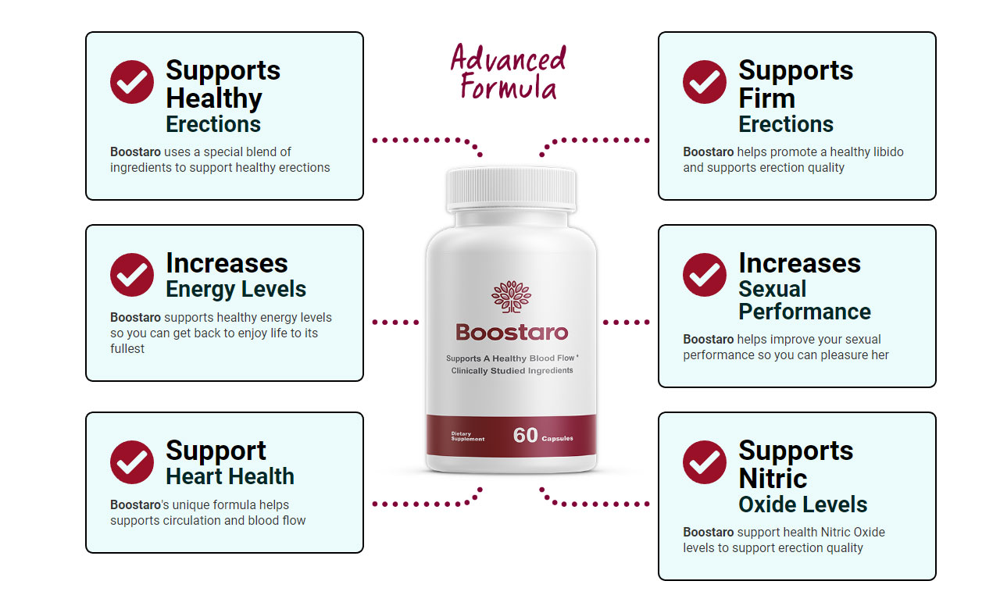 Advanced
Formula
Supports
Healthy
Erections
Boostaro uses a special blend of
ingredients to support healthy erections
Supports
Firm
Erections
Boostaro helps promote a healthy libido
and supports erection quality
Increases
Energy Levels
Boostaro supports healthy energy levels
so you can get back to enjoy life to its
fullest
Boostaro
Supports A Healthy Blood Flow *
Clinically Studied Ingredients
Dietary
Supplement
60 Capsules
Increases
Sexual
Performance
Boostaro helps improve your sexual
performance so you can pleasure her
Support
Heart Health
Boostaro's unique formula helps
supports circulation and blood flow
Supports
Nitric
Oxide Levels
Boostaro support health Nitric Oxide
levels to support erection quality